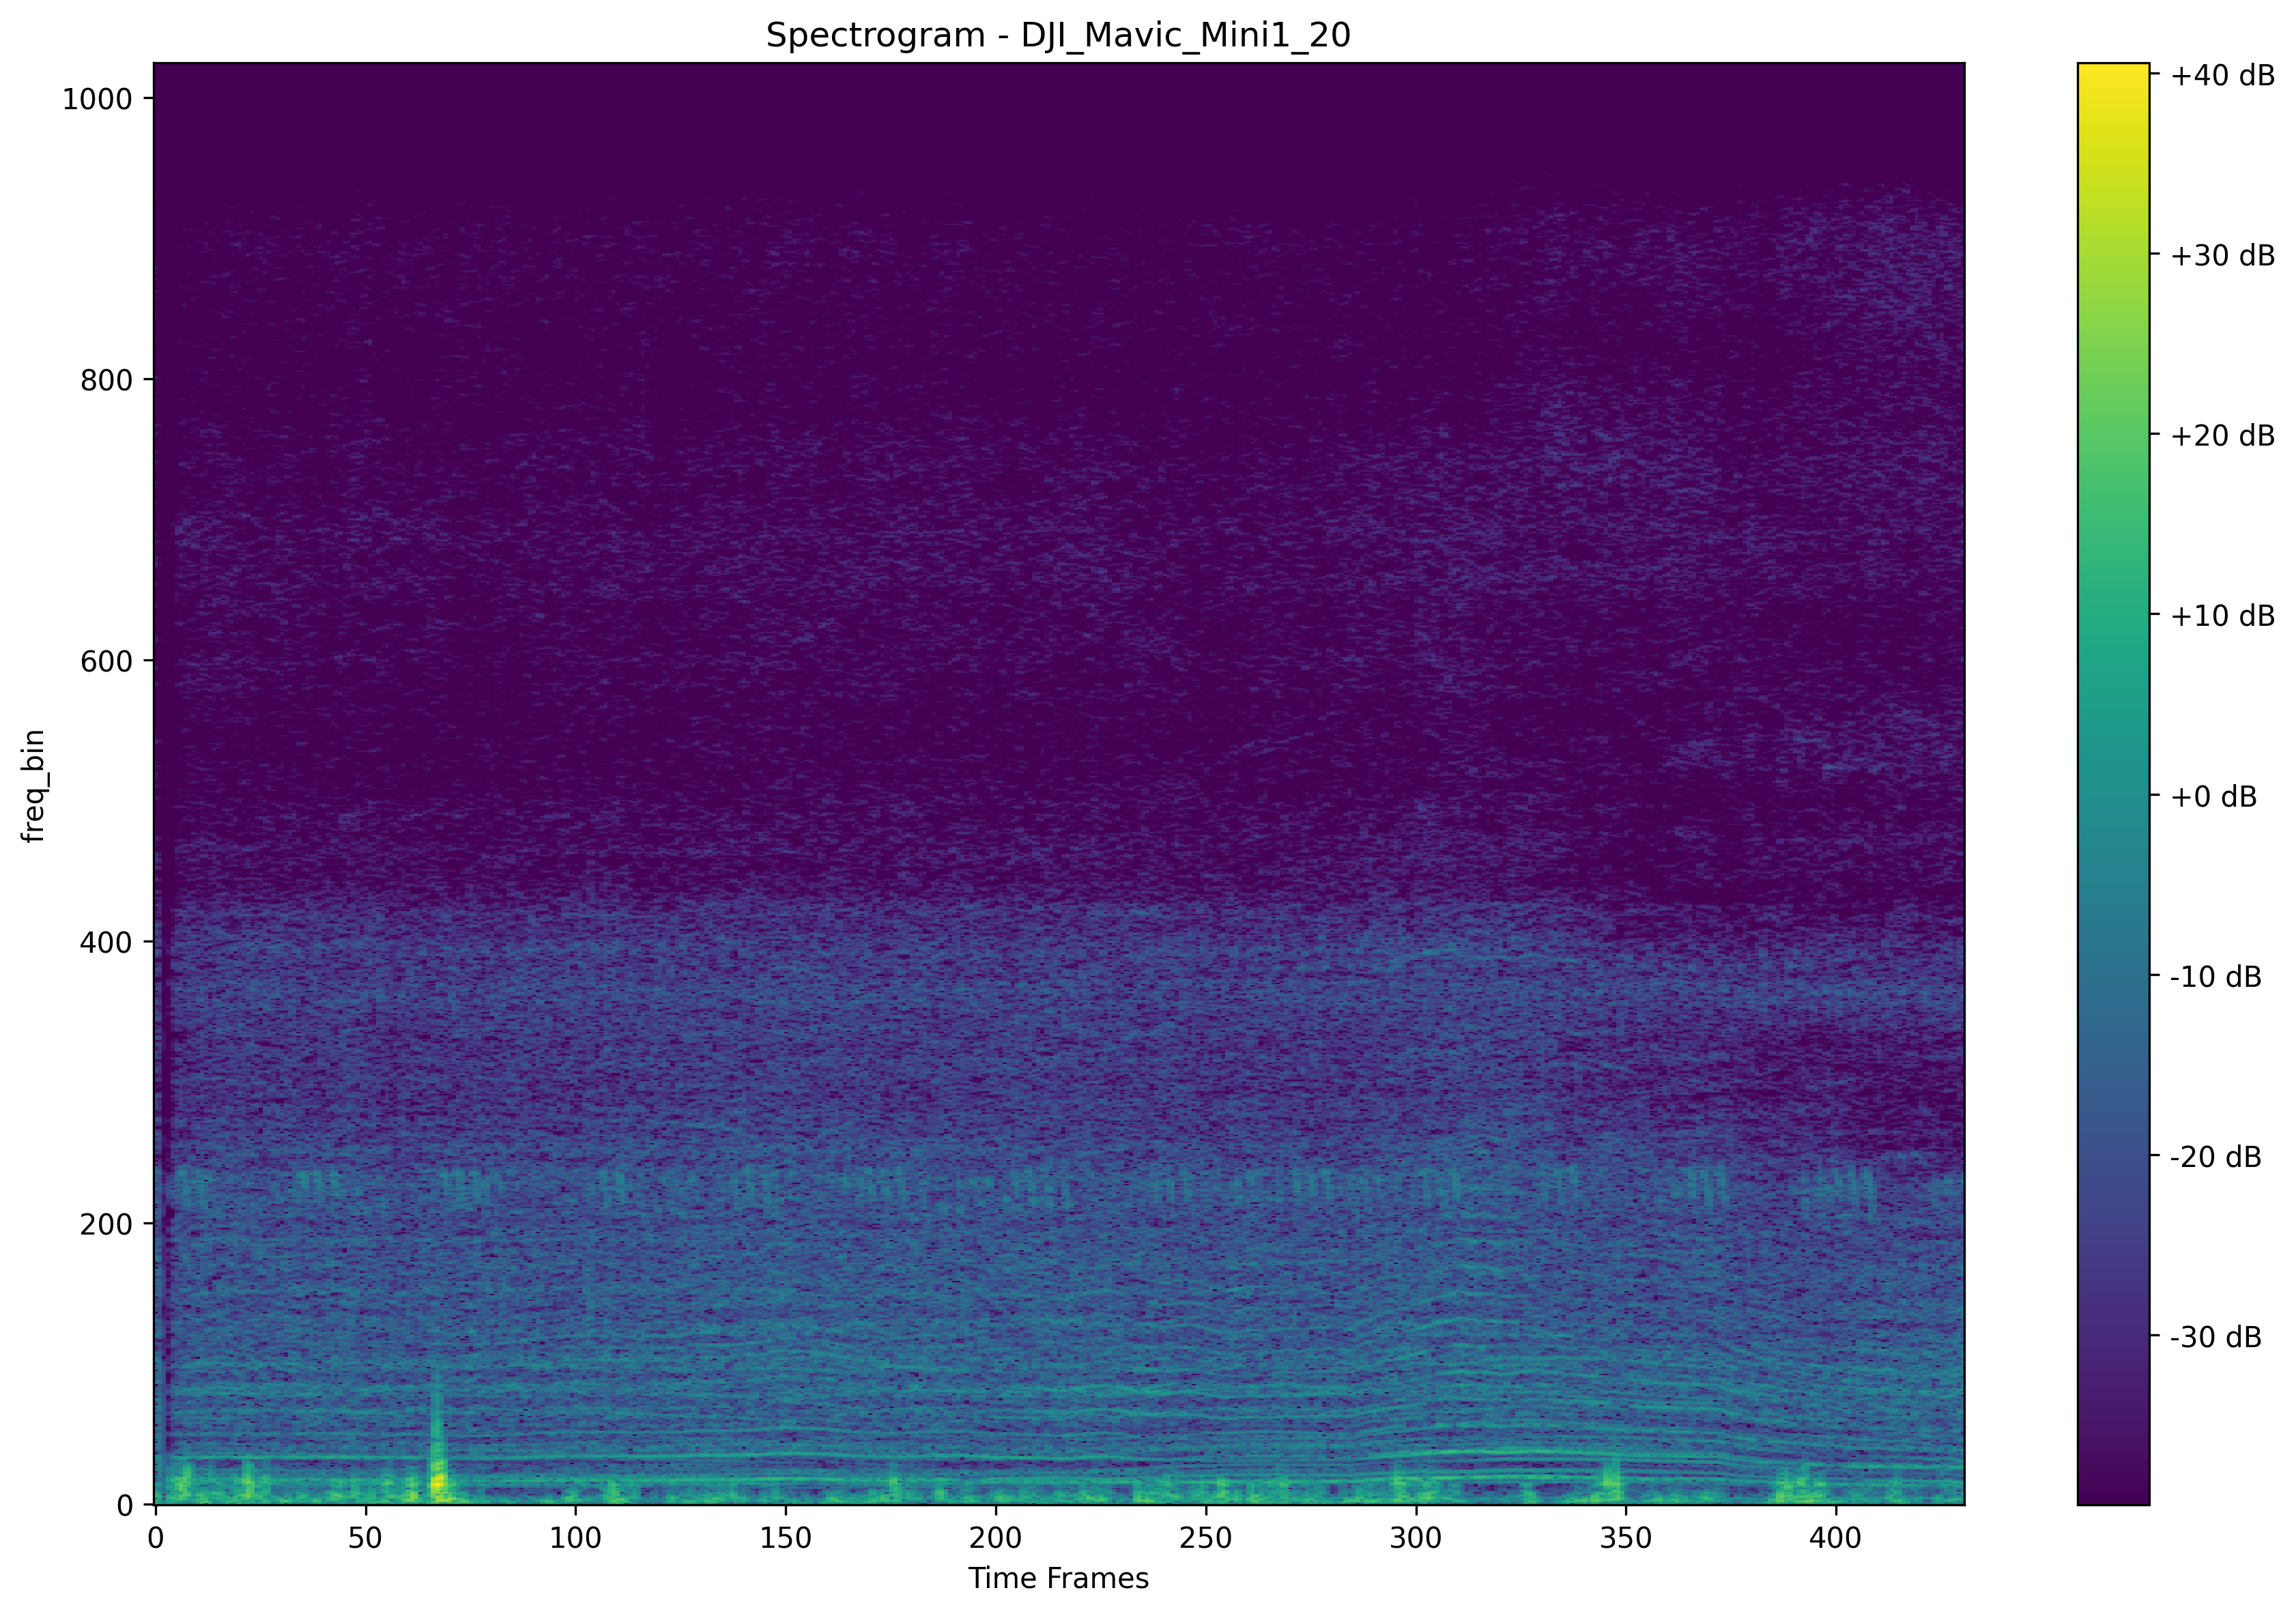 Spectrogram - DJI_Mavic_Mini1_20
1000
800
600
400
200
0
freq_bin
0 50 100 150 200 250 300 350 400
Time Frames
+40 dB
+30 dB
+20 dB
+10 dB
+0 dB
-10 dB
-20 dB
-30 dB